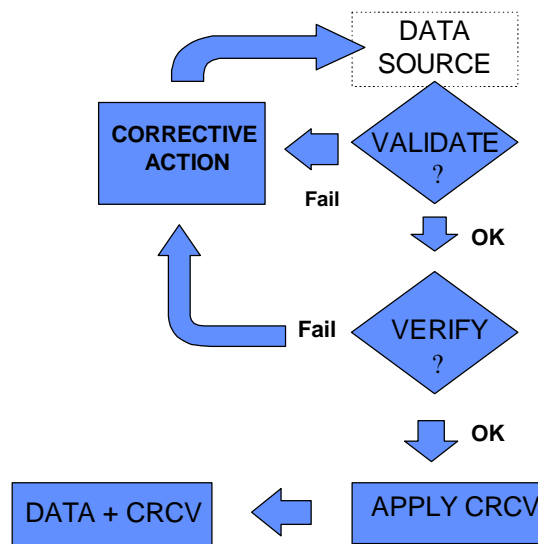 DATA
SOURCE
CORRECTIVE
ACTION
VALIDATE
?
Fail
OK
Fail
VERIFY
?
OK
DATA + CRCV
APPLY CRCV